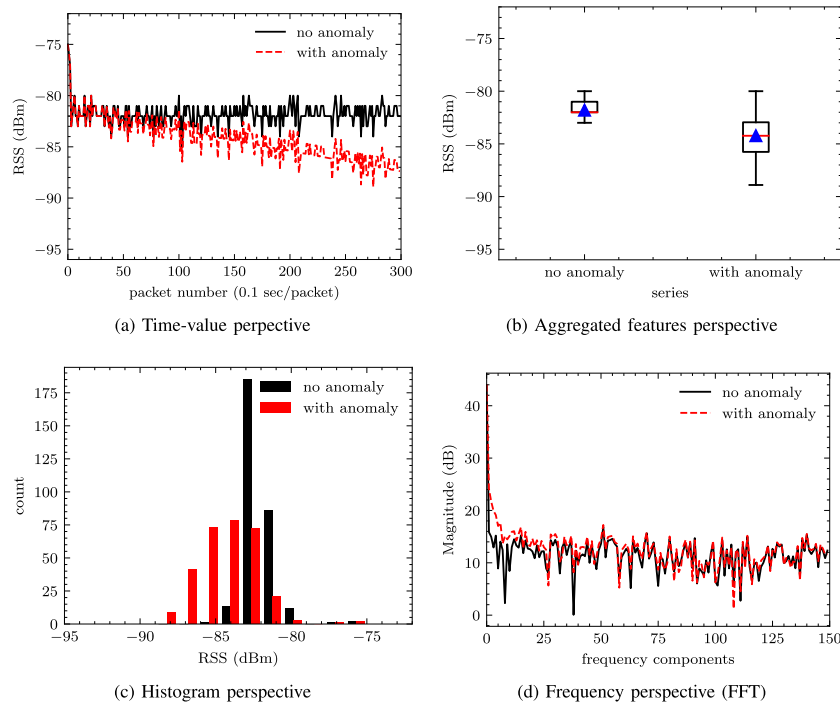 no anomaly
with anomaly
−75
−80
−85
−90
−95
RSS (dBm)
0 50 100 150 200 250 300
packet number (0.1 sec/packet)
(a) Time-value perpective
−75
−80
−85
−90
−95
RSS (dBm)
no anomaly with anomaly
series
(b) Aggregated features perspective
no anomaly
with anomaly
175
150
125
100
75
50
25
0
count
−95 −90 −85 −80 −75
RSS (dBm)
(c) Histogram perspective
no anomaly
with anomaly
40
30
20
10
0
Magnitude (dB)
0 25 50 75 100 125 150
frequency components
(d) Frequency perspective (FFT)